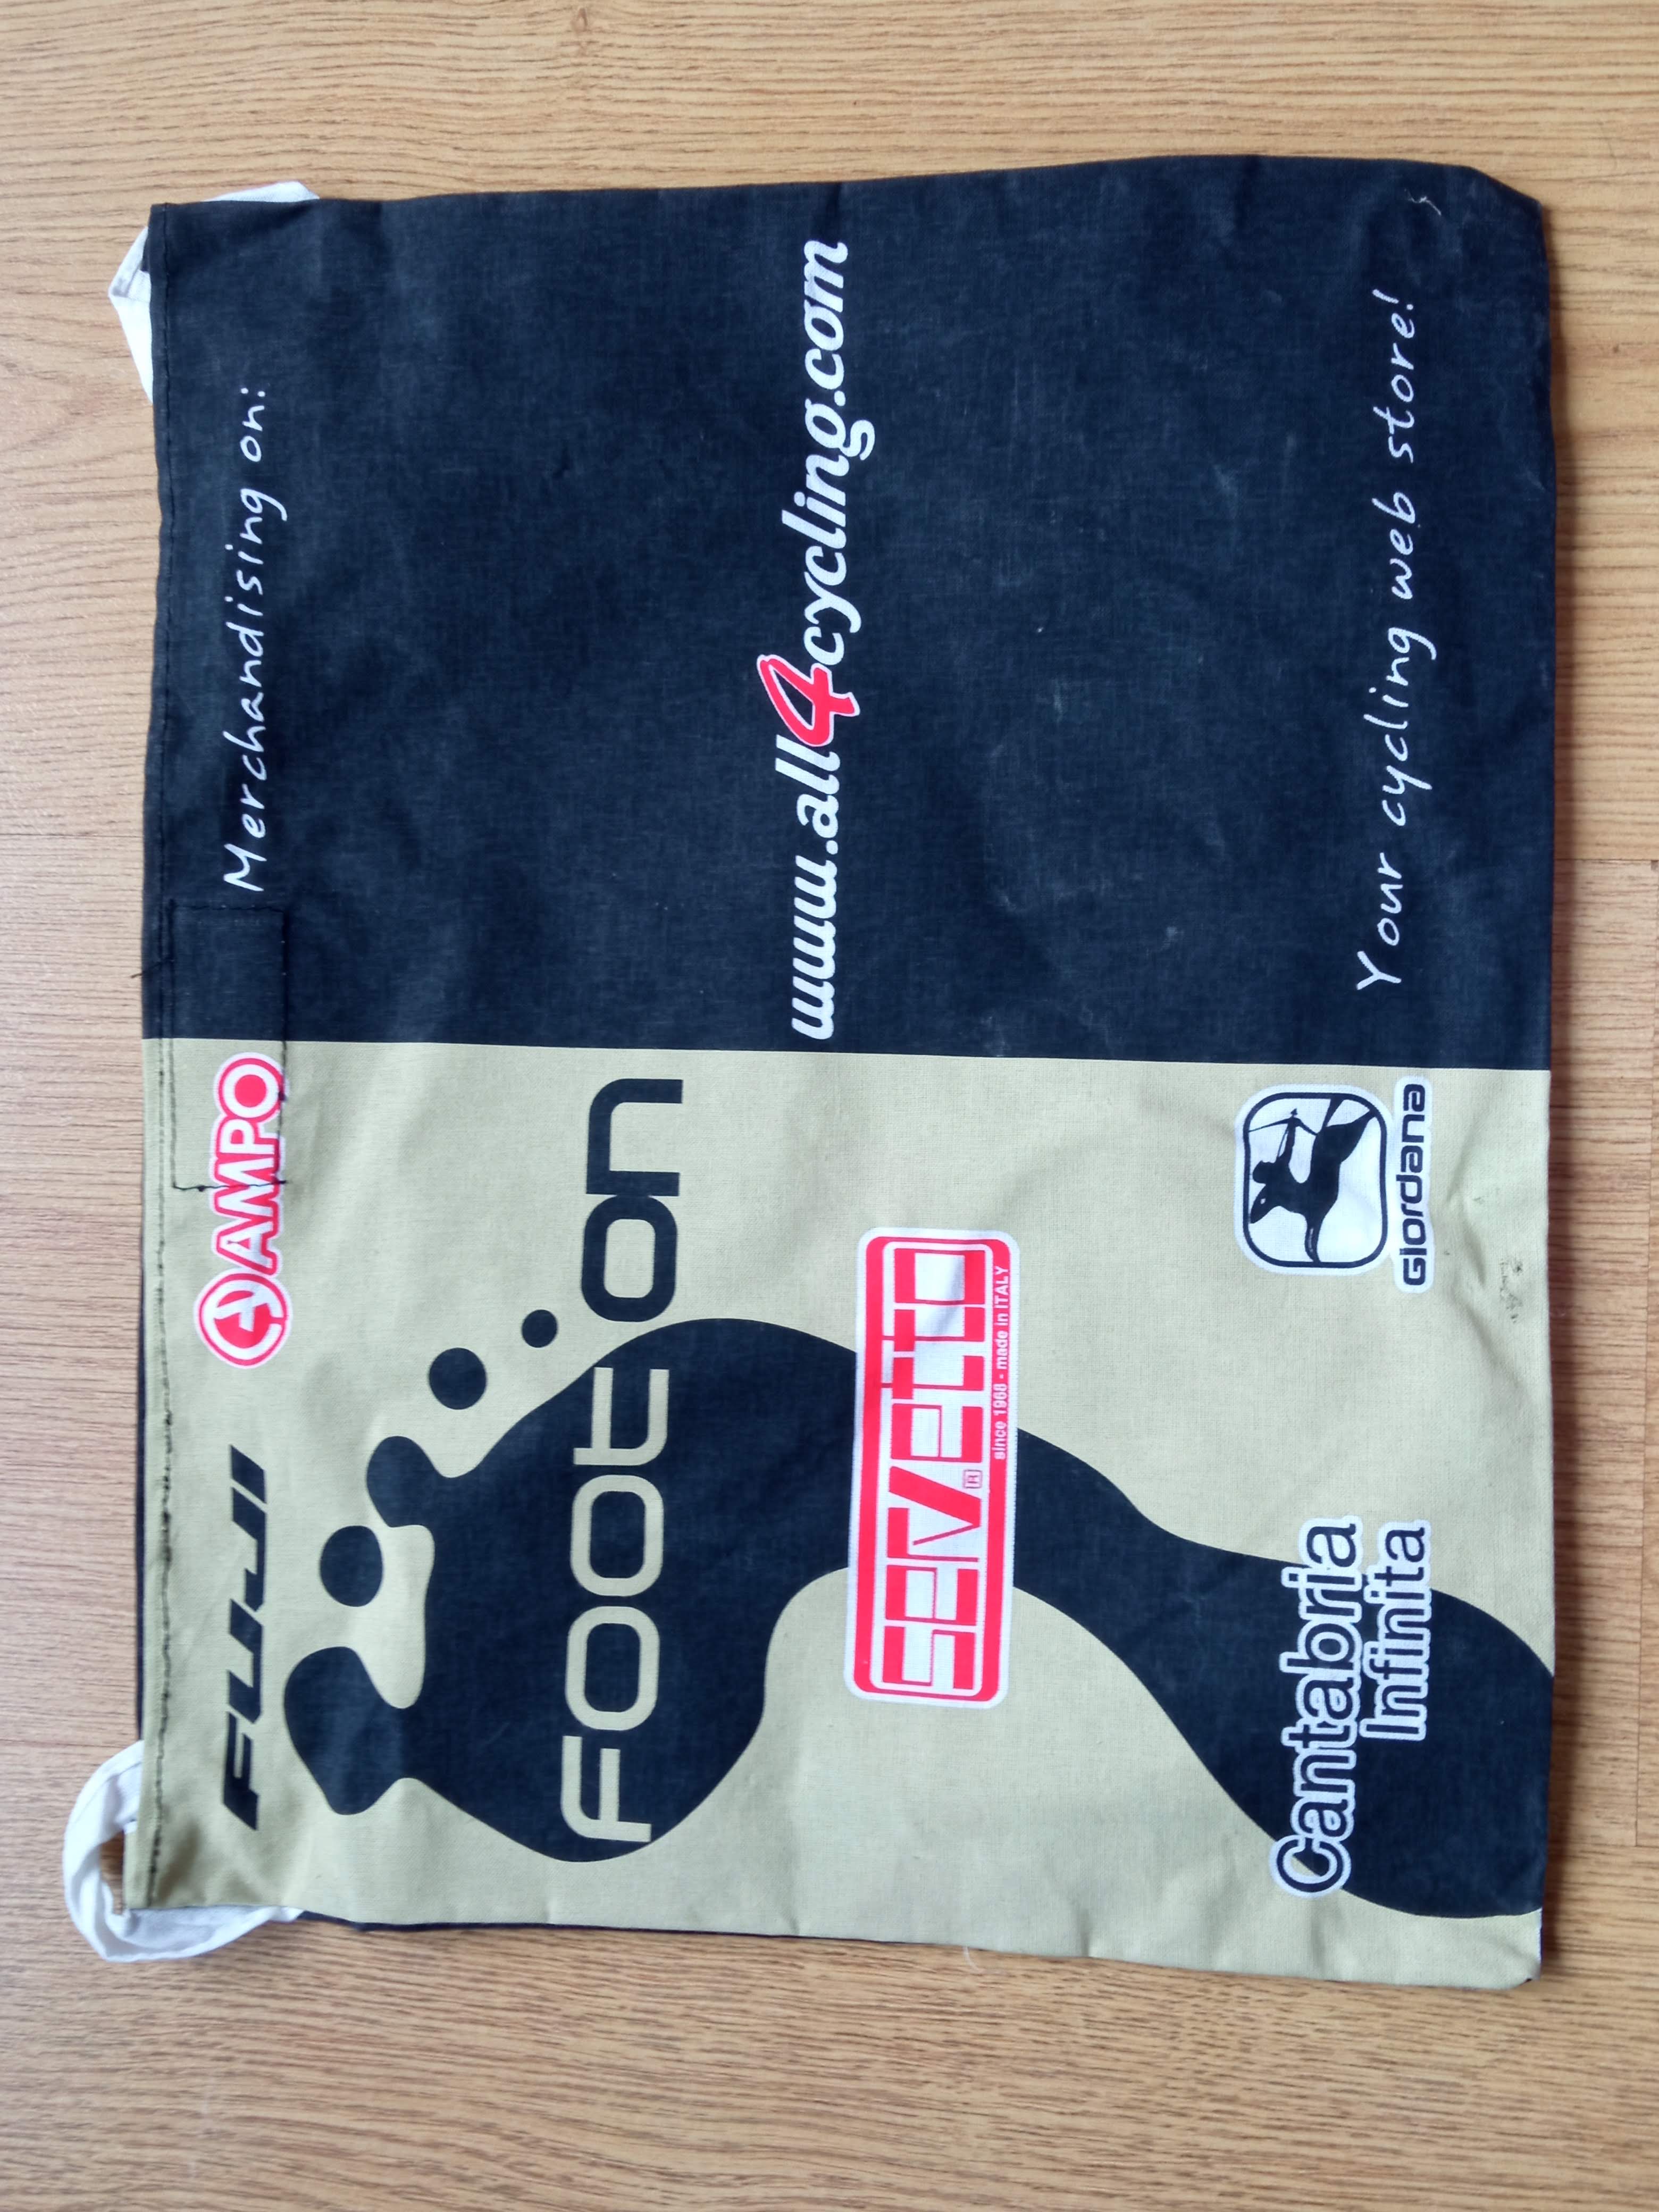 FUJI
AMPO
Merchandising on:
Foot on
www.all4cycling.com
servetto
®
since 1968 - made in ITALY
Cantabria
Infinita
Giordana
Your cycling web store!